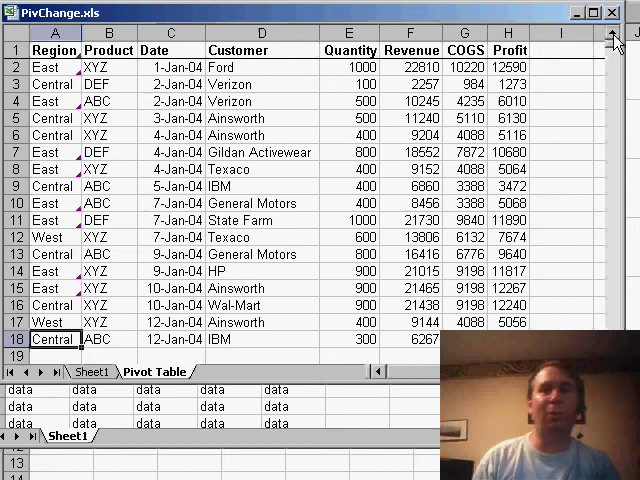 PivChange.xls
A B C D E F G H I J
1 Region Product Date Customer Quantity Revenue COGS Profit
2 East XYZ 1-Jan-04 Ford 1000 22810 10220 12590
3 Central DEF 2-Jan-04 Verizon 100 2257 984 1273
4 East ABC 2-Jan-04 Verizon 500 10245 4235 6010
5 Central XYZ 3-Jan-04 Ainsworth 500 11240 5110 6130
6 Central XYZ 4-Jan-04 Ainsworth 400 9204 4088 5116
7 East DEF 4-Jan-04 Gildan Activewear 800 18552 7872 10680
8 East XYZ 4-Jan-04 Texaco 400 9152 4088 5064
9 Central ABC 5-Jan-04 IBM 400 6860 3388 3472
10 East ABC 7-Jan-04 General Motors 400 8456 3388 5068
11 East DEF 7-Jan-04 State Farm 1000 21730 9840 11890
12 West XYZ 7-Jan-04 Texaco 600 13806 6132 7674
13 Central ABC 9-Jan-04 General Motors 800 16416 6776 9640
14 East XYZ 9-Jan-04 HP 900 21015 9198 11817
15 East XYZ 10-Jan-04 Ainsworth 900 21465 9198 12267
16 Central XYZ 10-Jan-04 Wal-Mart 900 21438 9198 12240
17 West XYZ 12-Jan-04 Ainsworth 400 9144 4088 5056
18 Central ABC 12-Jan-04 IBM 300 6267
19
Sheet1 Pivot Table
data data data data data
data data data data data
data data data data data
Sheet1
12
13
14